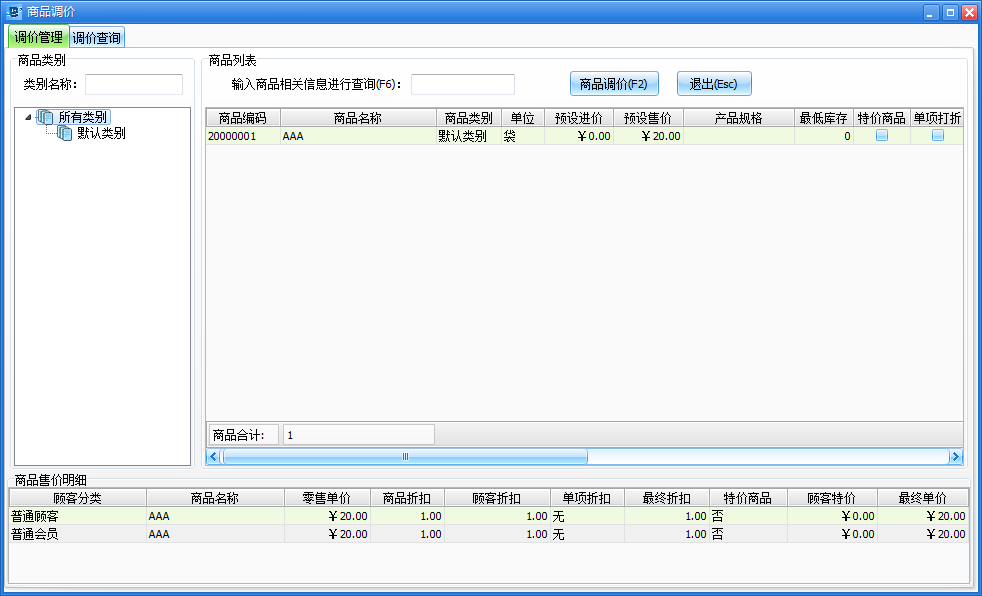 商品调价
调价管理 调价查询
商品类别
类别名称：
所有类别
默认类别
商品列表
输入商品相关信息进行查询(F6)： 商品调价(F2) 退出(Esc)
商品编码 商品名称 商品类别 单位 预设进价 预设售价 产品规格 最低库存 特价商品 单项打折
20000001 AAA 默认类别 袋 ￥0.00 ￥20.00 0
商品合计： 1
商品售价明细
顾客分类 商品名称 零售单价 商品折扣 顾客折扣 单项折扣 最终折扣 特价商品 顾客特价 最终单价
普通顾客 AAA ￥20.00 1.00 1.00 无 1.00 否 ￥0.00 ￥20.00
普通会员 AAA ￥20.00 1.00 1.00 无 1.00 否 ￥0.00 ￥20.00